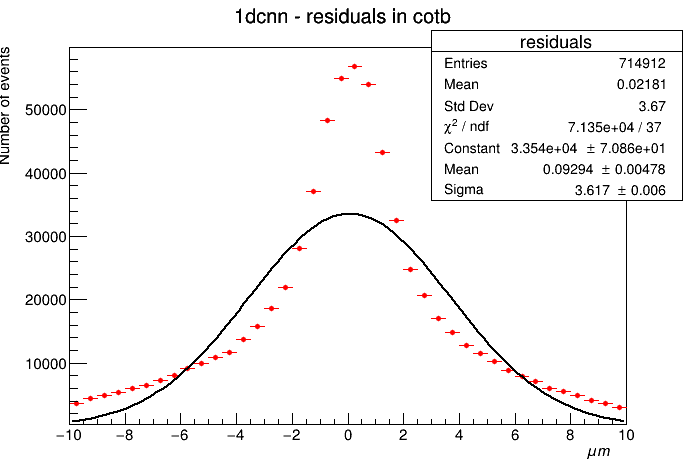 1dcnn - residuals in cotb
residuals
Entries 714912
Mean 0.02181
Std Dev 3.67
χ² / ndf 7.135e+04 / 37
Constant 3.354e+04 ± 7.086e+01
Mean 0.09294 ± 0.00478
Sigma 3.617 ± 0.006
Number of events
50000
40000
30000
20000
10000
−10 −8 −6 −4 −2 0 2 4 6 8 10
μm